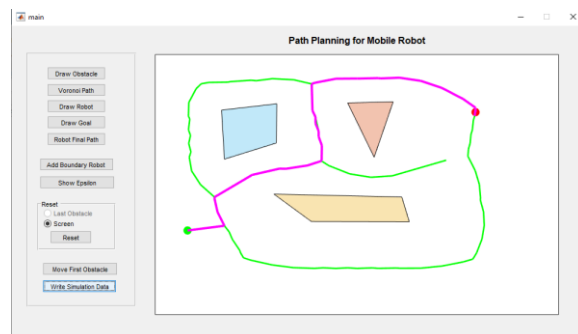 main
Path Planning for Mobile Robot
Draw Obstacle
Voronoi Path
Draw Robot
Draw Goal
Robot Final Path
Add Boundary Robot
Show Epsilon
Reset
Last Obstacle
Screen
Reset
Move First Obstacle
Write Simulation Data